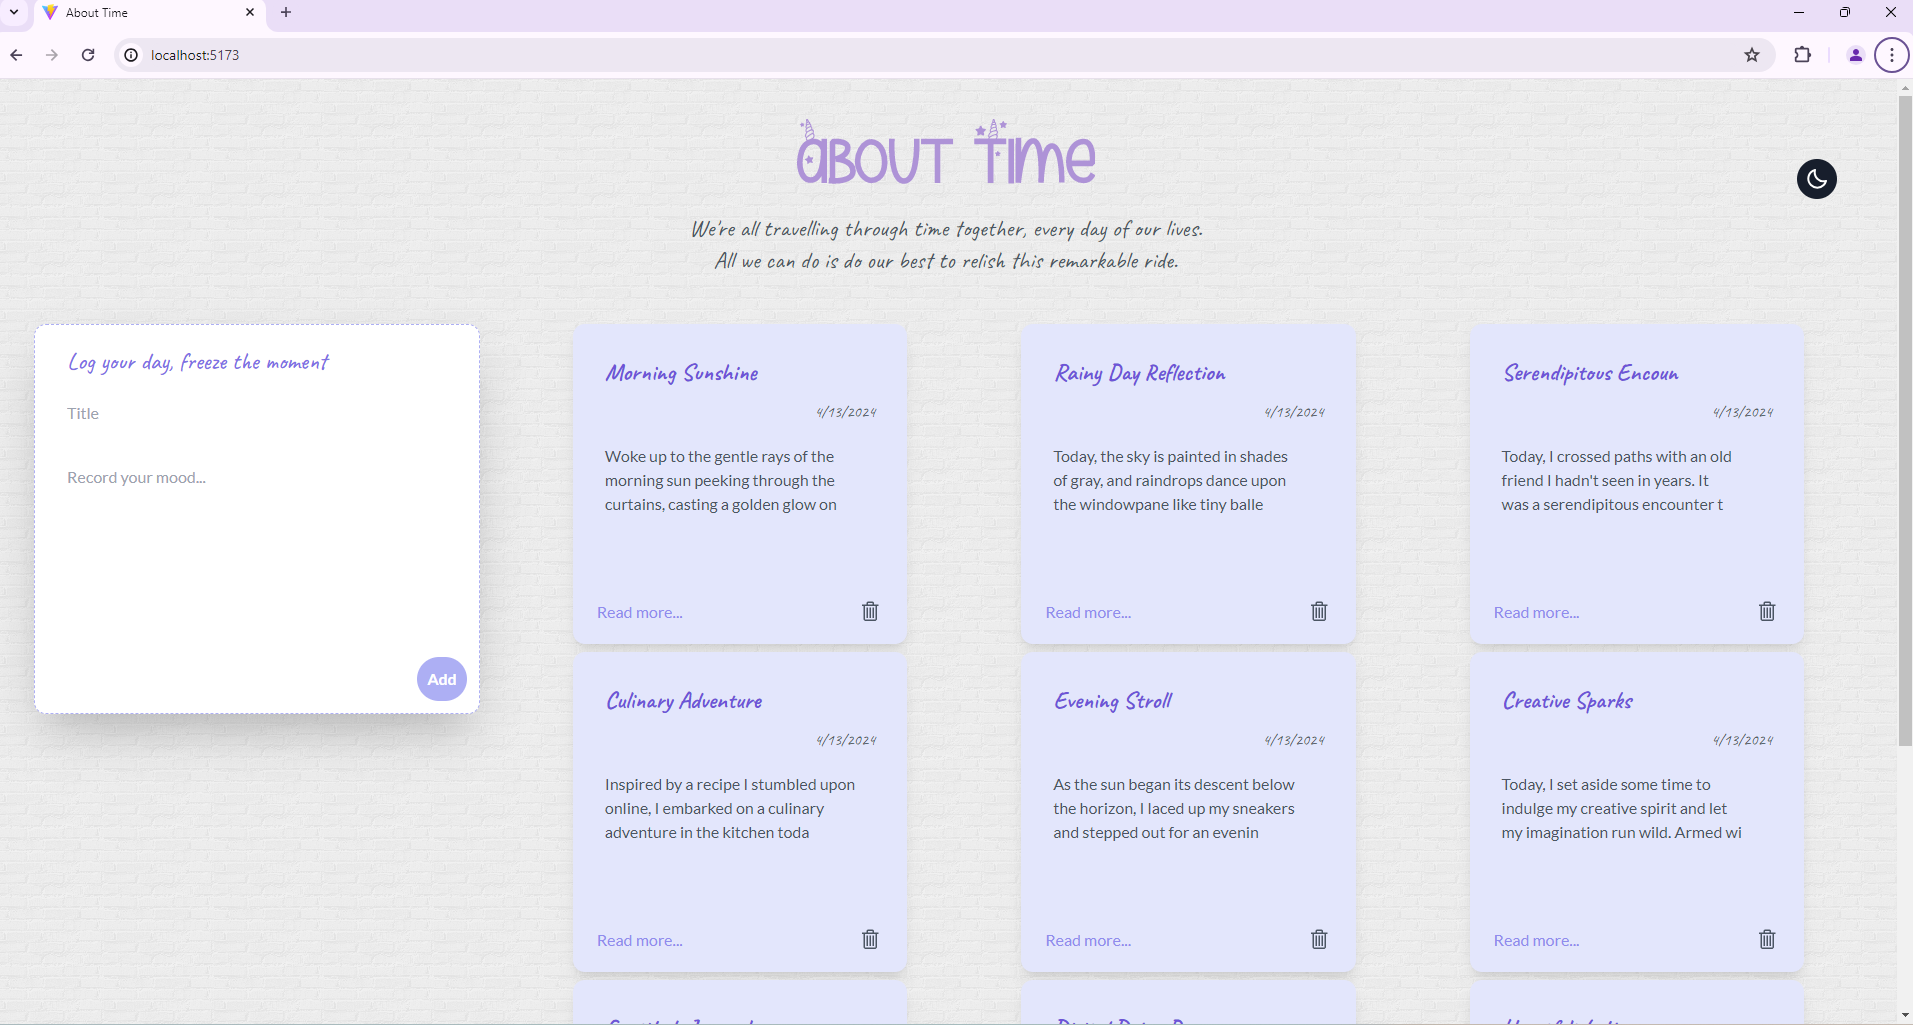 About Time
localhost:5173
ABOUT TIME
We're all travelling through time together, every day of our lives.
All we can do is do our best to relish this remarkable ride.
Log your day, freeze the moment
Title
Record your mood...
Add
Morning Sunshine
4/13/2024
Woke up to the gentle rays of the
morning sun peeking through the
curtains, casting a golden glow on
Read more...
Rainy Day Reflection
4/13/2024
Today, the sky is painted in shades
of gray, and raindrops dance upon
the windowpane like tiny balle
Read more...
Serendipitous Encoun
4/13/2024
Today, I crossed paths with an old
friend I hadn't seen in years. It
was a serendipitous encounter t
Read more...
Culinary Adventure
4/13/2024
Inspired by a recipe I stumbled upon
online, I embarked on a culinary
adventure in the kitchen toda
Read more...
Evening Stroll
4/13/2024
As the sun began its descent below
the horizon, I laced up my sneakers
and stepped out for an evenin
Read more...
Creative Sparks
4/13/2024
Today, I set aside some time to
indulge my creative spirit and let
my imagination run wild. Armed wi
Read more...